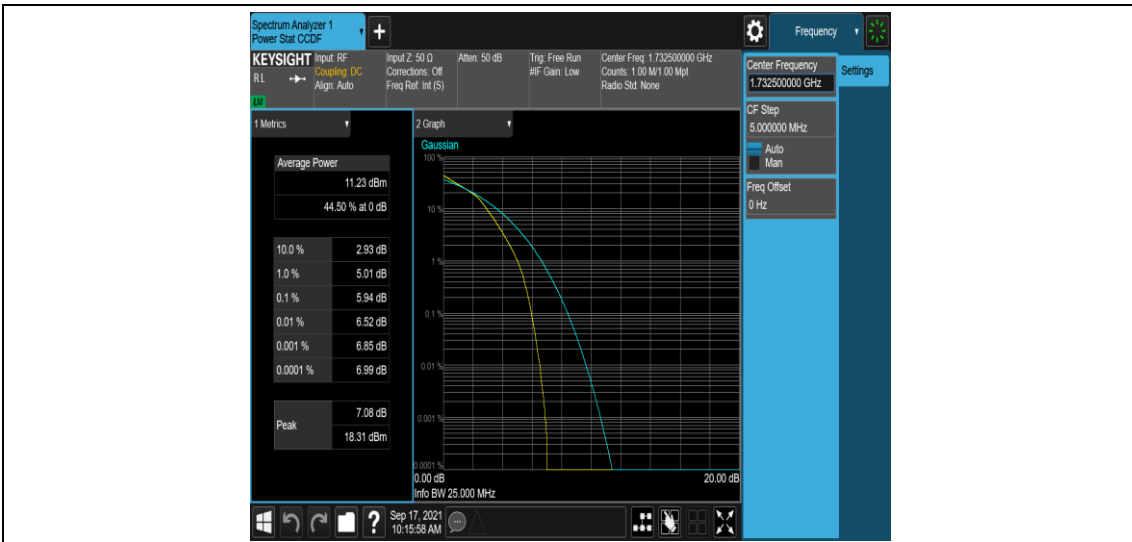 Spectrum Analyzer 1
Power Stat CCDF
+
Frequency
KEYSIGHT
Input: RF
Input Z: 50 Ω
Atten: 50 dB
Trig: Free Run
Center Freq: 1.732500000 GHz
RL
Coupling: DC
Corrections: Off
#IF Gain: Low
Counts: 1.00 M/1.00 Mpt
Align: Auto
Freq Ref: Int (S)
Radio Std: None
Center Frequency
1.732500000 GHz
Settings
CF Step
5.000000 MHz
Auto
Man
Freq Offset
0 Hz
1 Metrics
Average Power
11.23 dBm
44.50 % at 0 dB
10.0 % 2.93 dB
1.0 % 5.01 dB
0.1 % 5.94 dB
0.01 % 6.52 dB
0.001 % 6.85 dB
0.0001 % 6.99 dB
Peak
7.08 dB
18.31 dBm
2 Graph
Gaussian
100 %
10 %
1 %
0.1 %
0.01 %
0.001 %
0.0001 %
0.00 dB 20.00 dB
Info BW 25.000 MHz
?
Sep 17, 2021
10:15:58 AM